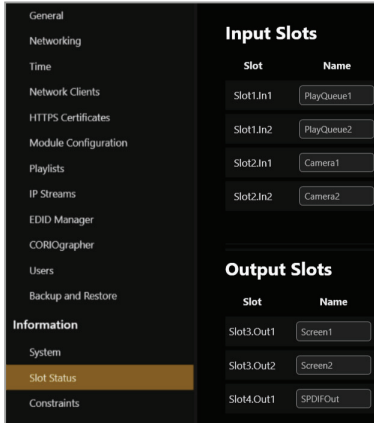 General
Networking
Time
Network Clients
HTTPS Certificates
Module Configuration
Playlists
IP Streams
EDID Manager
CORIOgrapher
Users
Backup and Restore
Information
System
Slot Status
Constraints
Input Slots
Slot Name
Slot1.In1 PlayQueue1
Slot1.In2 PlayQueue2
Slot2.In1 Camera1
Slot2.In2 Camera2
Output Slots
Slot Name
Slot3.Out1 Screen1
Slot3.Out2 Screen2
Slot4.Out1 SPDIFOut